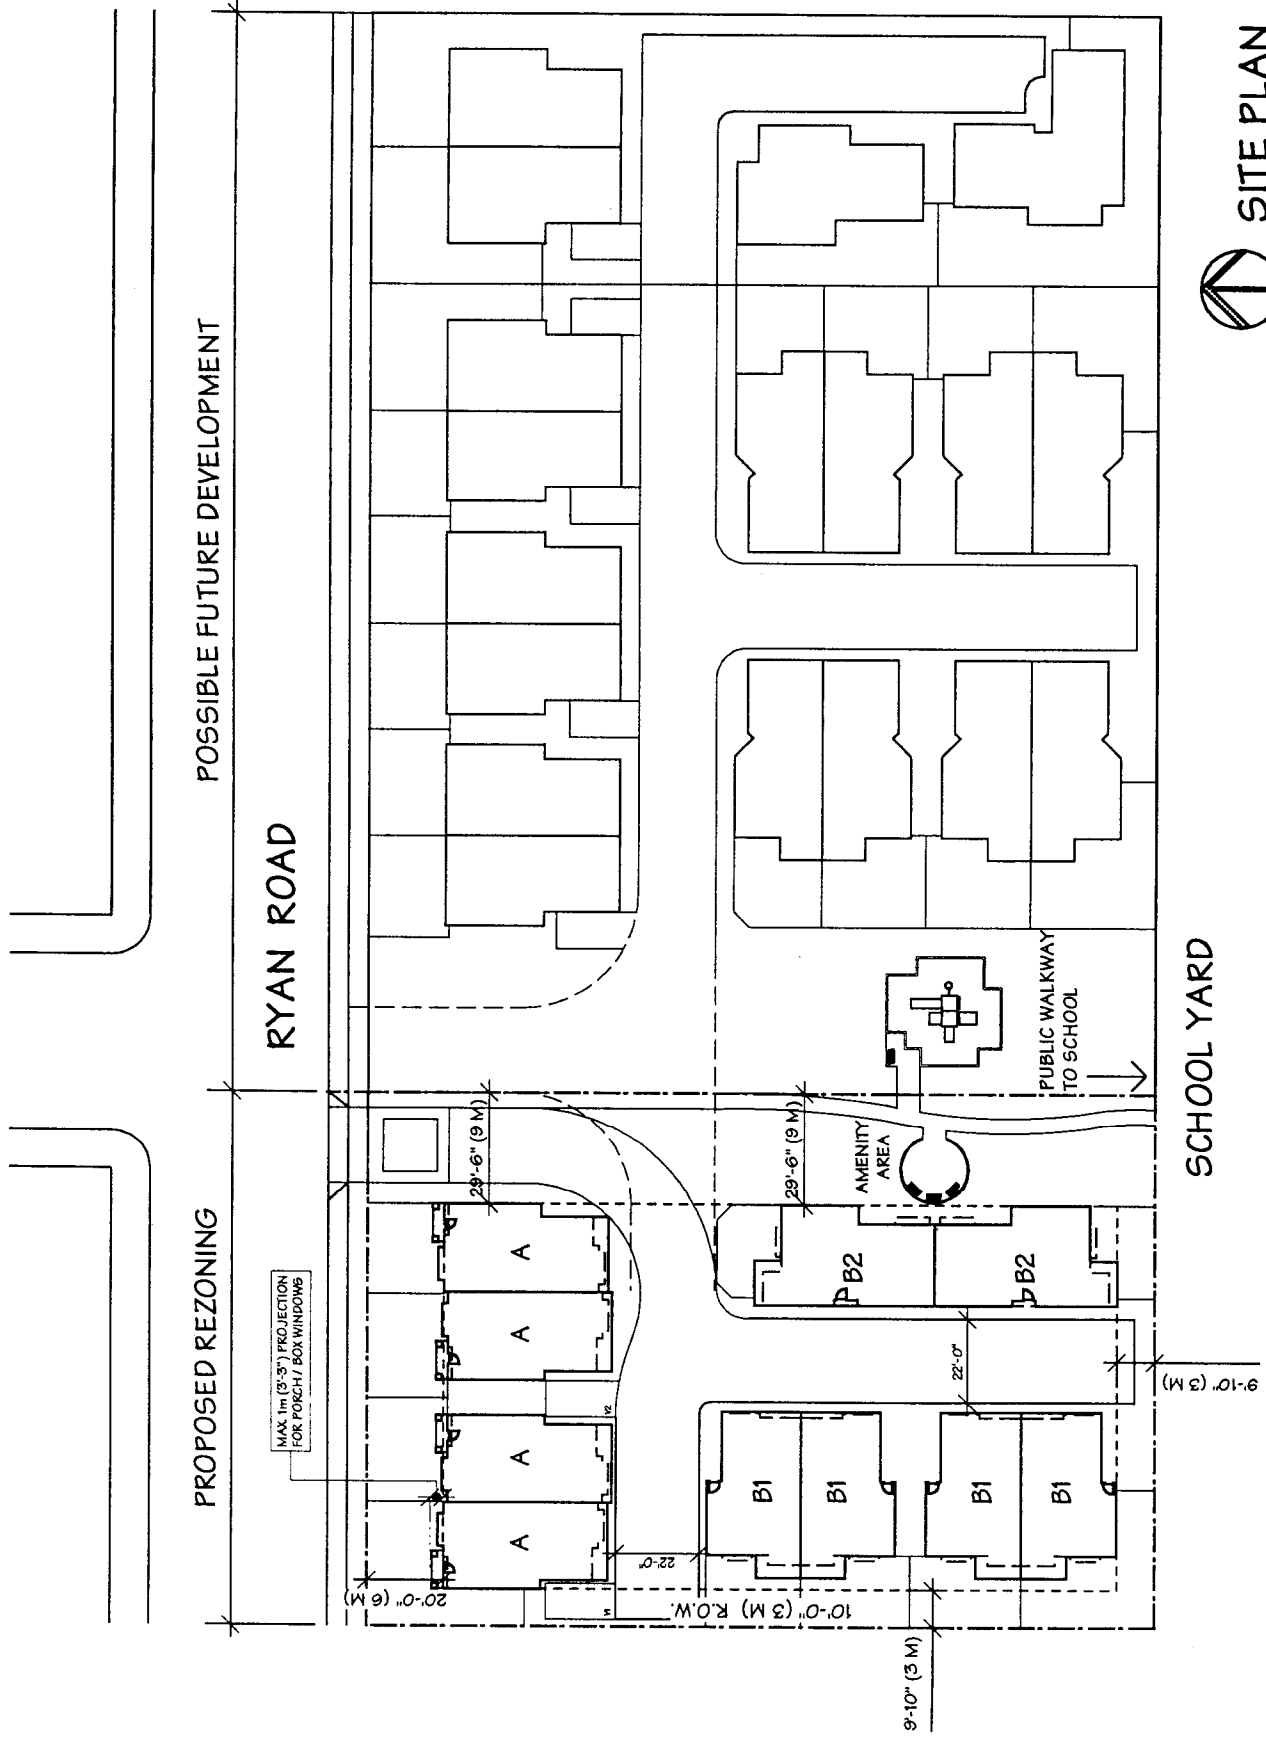 SITE PLAN
POSSIBLE FUTURE DEVELOPMENT
PROPOSED REZONING
RYAN ROAD
MAX. 1m (3'-3") PROJECTION
FOR PORCH / BOX WINDOWS
20'-0" (6 M)
29'-6" (9 M)
29'-6" (9 M)
A
A
A
A
V1
V2
22'-0"
22'-0"
10'-0" (3 M) R.O.W.
9'-10" (3 M)
9'-10" (3 M)
B1
B1
B1
B1
B2
B2
AMENITY
AREA
PUBLIC WALKWAY
TO SCHOOL
SCHOOL YARD